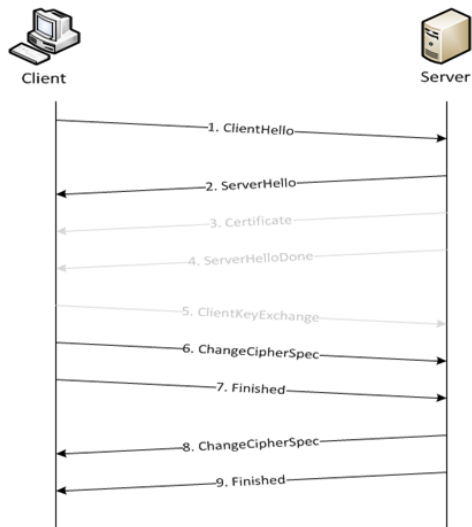 Client
Server
1. ClientHello
2. ServerHello
3. Certificate
4. ServerHelloDone
5. ClientKeyExchange
6. ChangeCipherSpec
7. Finished
8. ChangeCipherSpec
9. Finished